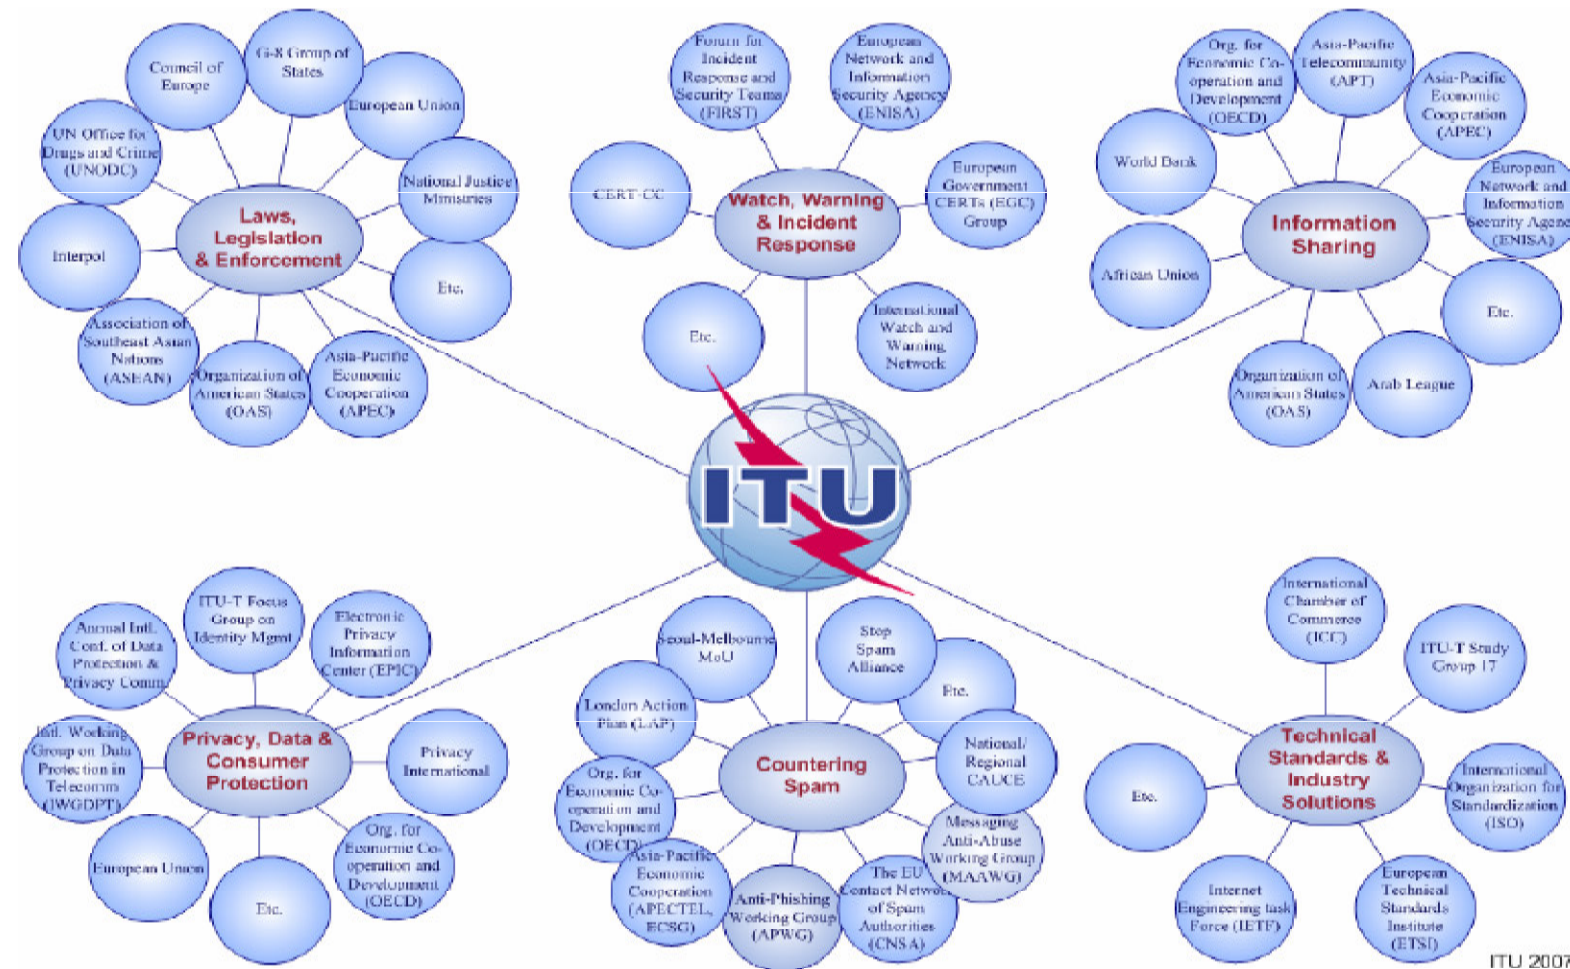 G-8 Group of
States
Council of
Europe
European Union
UN Office for
Drugs and Crime
(UNODC)
National Justice
Ministries
Laws,
Legislation
& Enforcement
Interpol
Etc.
Association of
Southeast Asian
Nations
(ASEAN)
Organization of
American States
(OAS)
Asia-Pacific
Economic
Cooperation
(APEC)
Forum for
Incident
Response and
Security Teams
(FIRST)
European
Network and
Information
Security Agency
(ENISA)
CERT-CC
Watch, Warning
& Incident
Response
European
Government
CERTs (EGC)
Group
Etc.
International
Watch and
Warning
Network
Org. for
Economic Co-
operation and
Development
(OECD)
Asia-Pacific
Telecommunity
(APT)
Asia-Pacific
Economic
Cooperation
(APEC)
World Bank
European
Network and
Information
Security Agency
(ENISA)
Information
Sharing
African Union
Etc.
Organization of
American States
(OAS)
Arab League
ITU
Annual Intl.
Conf. of Data
Protection &
Privacy Comm.
ITU-T Focus
Group on
Identity Mgmt
Electronic
Privacy
Information
Center (EPIC)
Intl. Working
Group on Data
Protection in
Telecomm
(IWGDPT)
Privacy, Data &
Consumer
Protection
Privacy
International
European Union
Etc.
Org. for
Economic Co-
operation and
Development
(OECD)
Seoul-Melbourne
MoU
Stop
Spam
Alliance
Etc.
London Action
Plan (LAP)
National/
Regional
CAUCE
Countering
Spam
Org. for
Economic Co-
operation and
Development
(OECD)
Messaging
Anti-Abuse
Working Group
(MAAWG)
Asia-Pacific
Economic
Cooperation
(APECTEL,
ECSG)
Anti-Phishing
Working Group
(APWG)
The EU
Contact Network
of Spam
Authorities
(CNSA)
International
Chamber of
Commerce
(ICC)
ITU-T Study
Group 17
Technical
Standards &
Industry
Solutions
Etc.
International
Organization for
Standardization
(ISO)
Internet
Engineering task
Force (IETF)
European
Technical
Standards
Institute
(ETSI)
ITU 2007